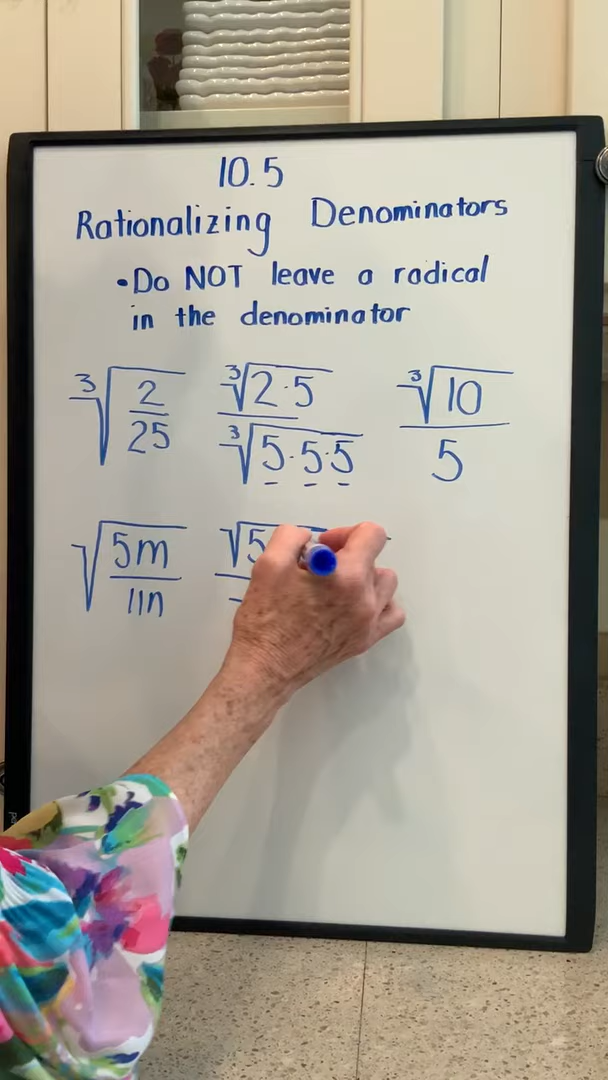 10.5
Rationalizing Denominators
•Do NOT leave a radical
in the denominator
∛(2/25) ∛(2·5)/∛(5·5·5) ∛10/5
√(5m/11n) √5